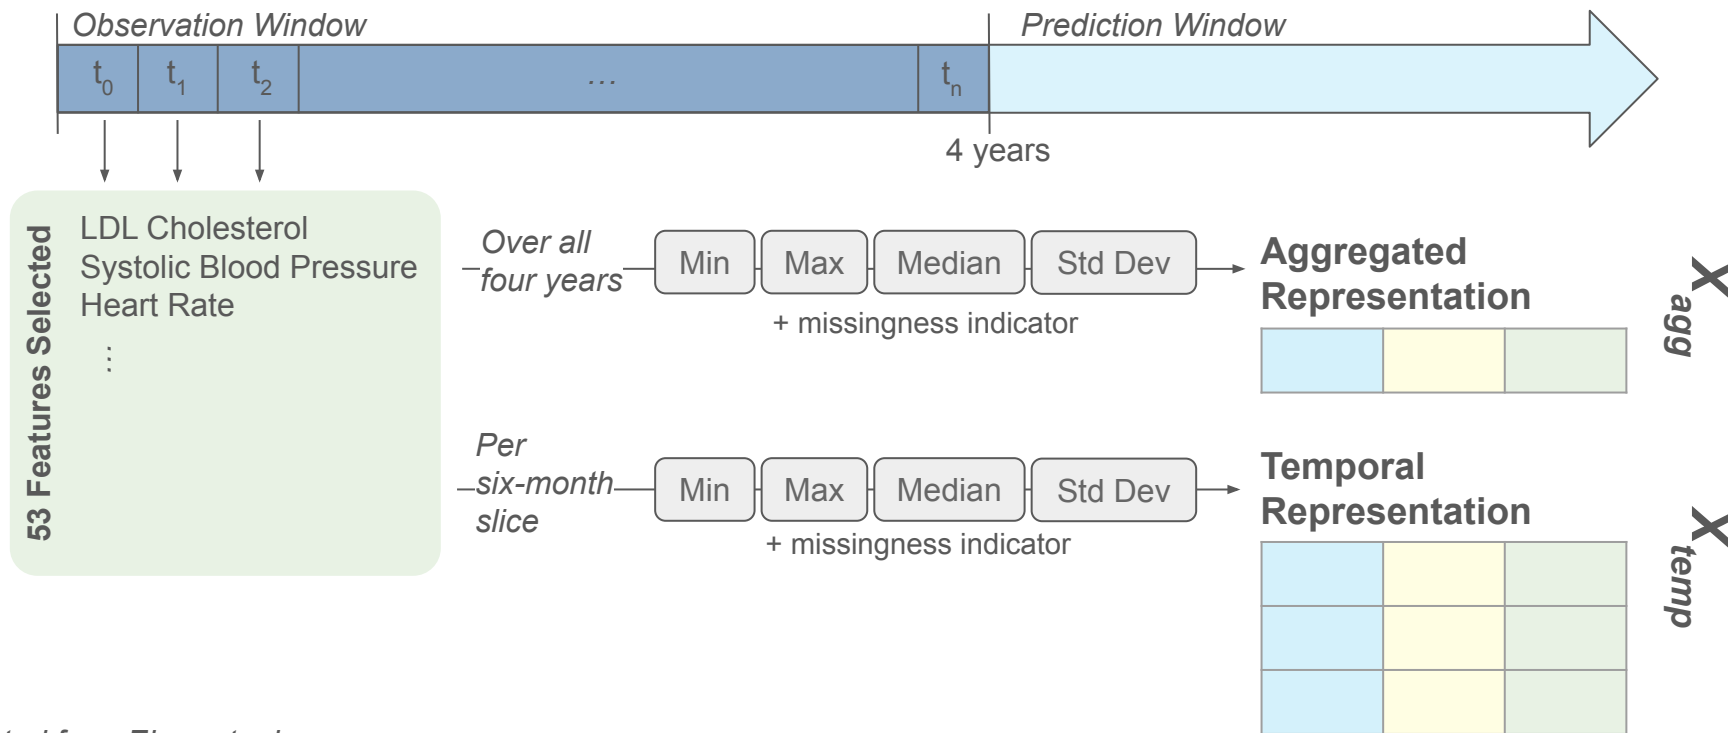 Observation Window
Prediction Window
t0 t1 t2 ... tn
4 years
53 Features Selected
LDL Cholesterol
Systolic Blood Pressure
Heart Rate
...
Over all
four years
Min Max Median Std Dev
+ missingness indicator
Aggregated
Representation
Xagg
Per
six-month
slice
Min Max Median Std Dev
+ missingness indicator
Temporal
Representation
Xtemp